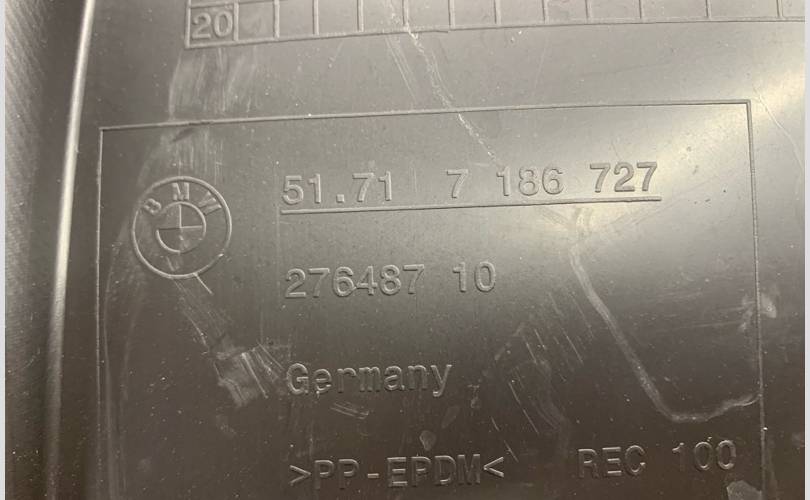 20
BMW
51.71 7 186 727
276487 10
Germany
>PP-EPDM< REC 100